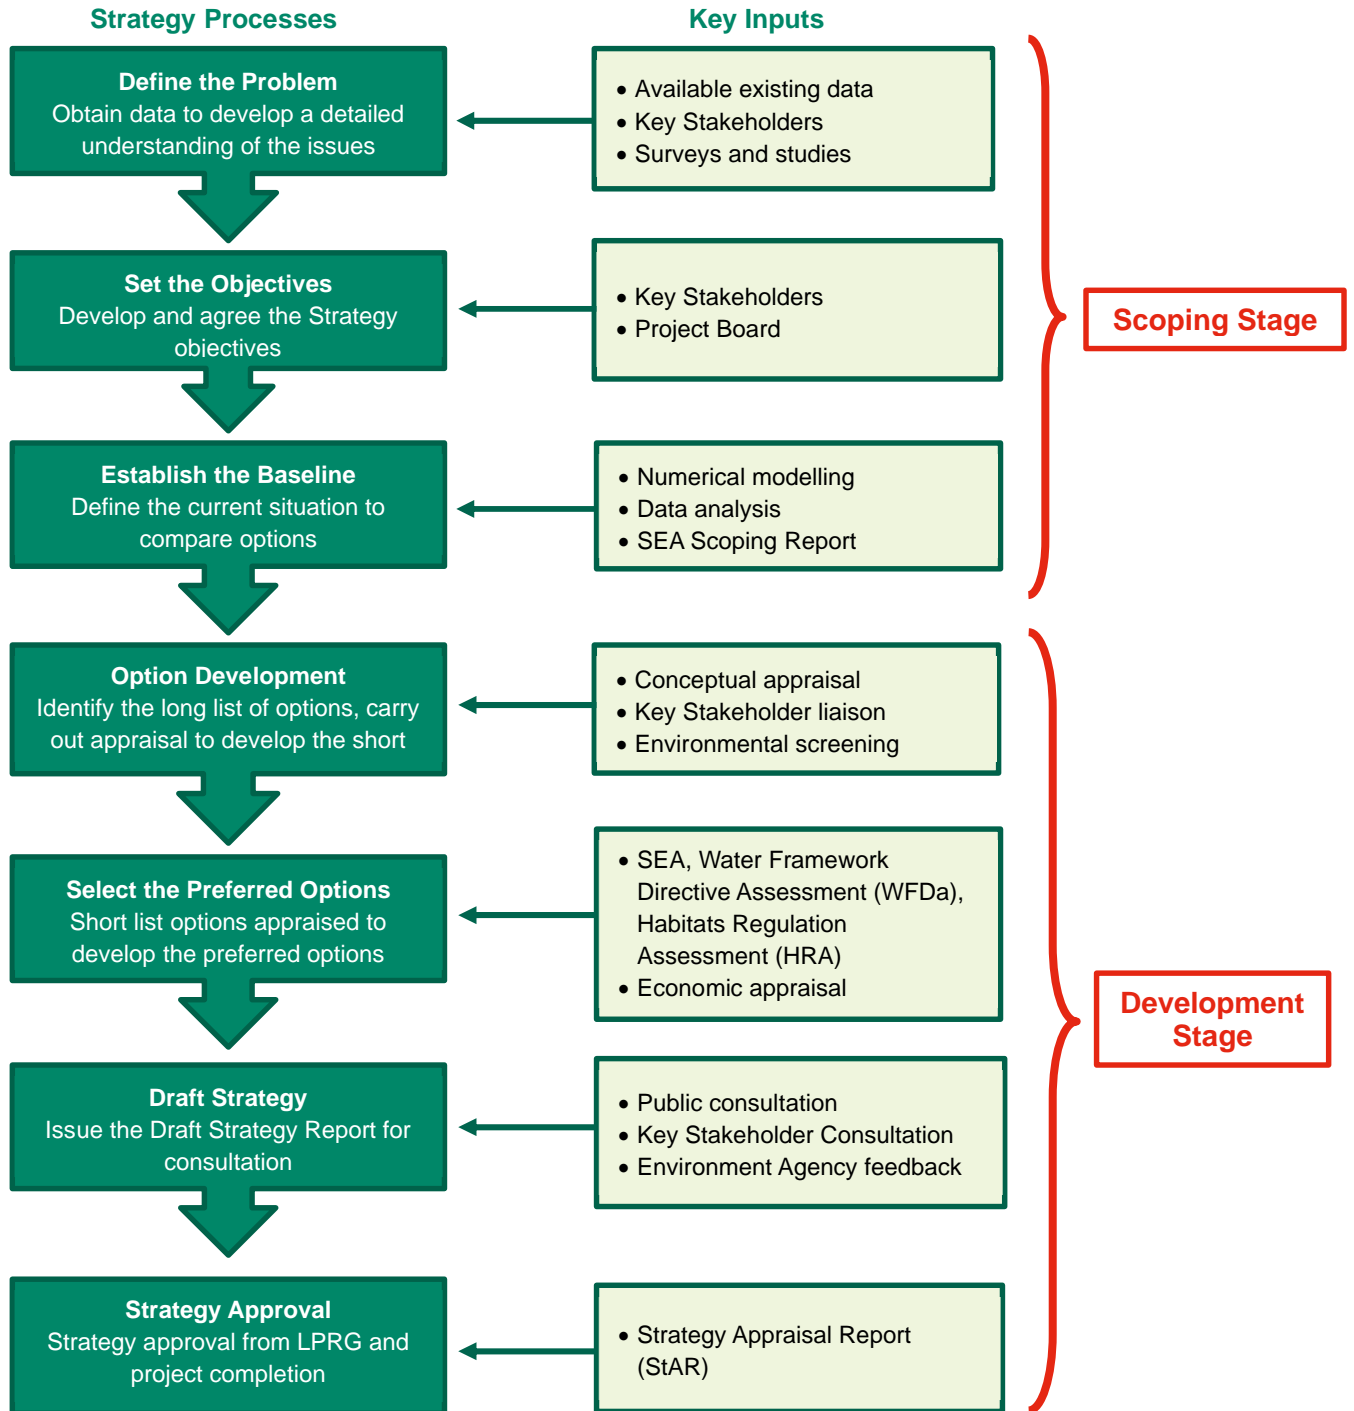 Strategy Processes
Key Inputs
Define the Problem
Obtain data to develop a detailed
understanding of the issues
• Available existing data
• Key Stakeholders
• Surveys and studies
Set the Objectives
Develop and agree the Strategy
objectives
• Key Stakeholders
• Project Board
Scoping Stage
Establish the Baseline
Define the current situation to
compare options
• Numerical modelling
• Data analysis
• SEA Scoping Report
Option Development
Identify the long list of options, carry
out appraisal to develop the short
• Conceptual appraisal
• Key Stakeholder liaison
• Environmental screening
Select the Preferred Options
Short list options appraised to
develop the preferred options
• SEA, Water Framework
Directive Assessment (WFDa),
Habitats Regulation
Assessment (HRA)
• Economic appraisal
Development
Stage
Draft Strategy
Issue the Draft Strategy Report for
consultation
• Public consultation
• Key Stakeholder Consultation
• Environment Agency feedback
Strategy Approval
Strategy approval from LPRG and
project completion
• Strategy Appraisal Report
(StAR)